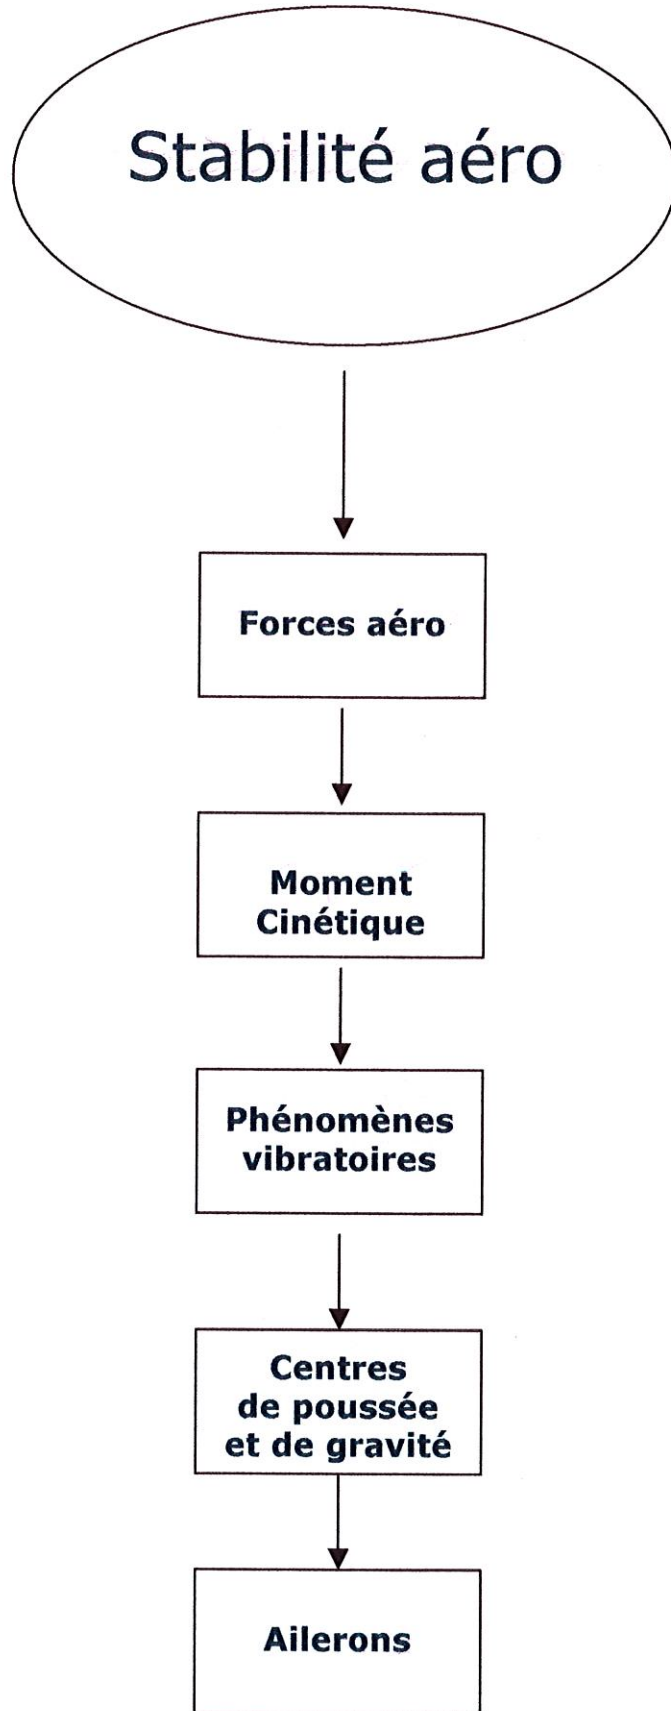 Stabilité aéro
Forces aéro
Moment
Cinétique
Phénomènes
vibratoires
Centres
de poussée
et de gravité
Ailerons